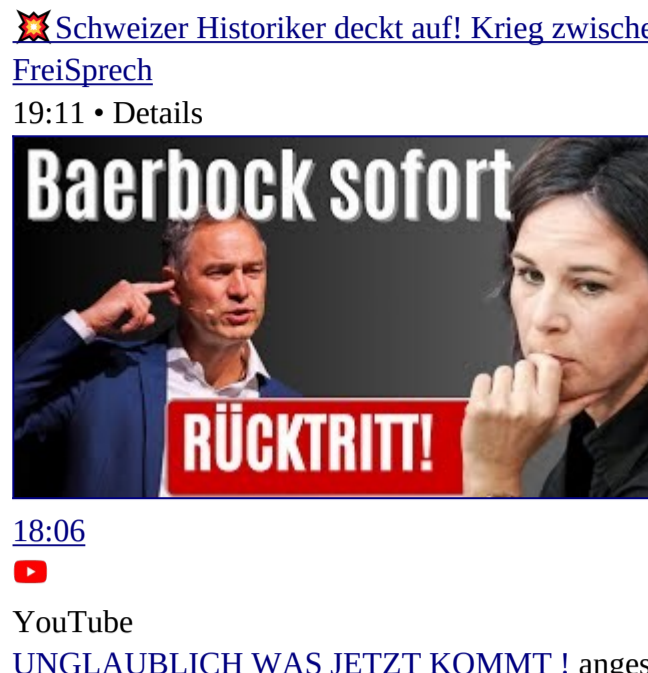 💥Schweizer Historiker deckt auf! Krieg zwische
FreiSprech
19:11 • Details
Baerbock sofort
RÜCKTRITT!
18:06
YouTube
UNGLAUBLICH WAS JETZT KOMMT ! anges